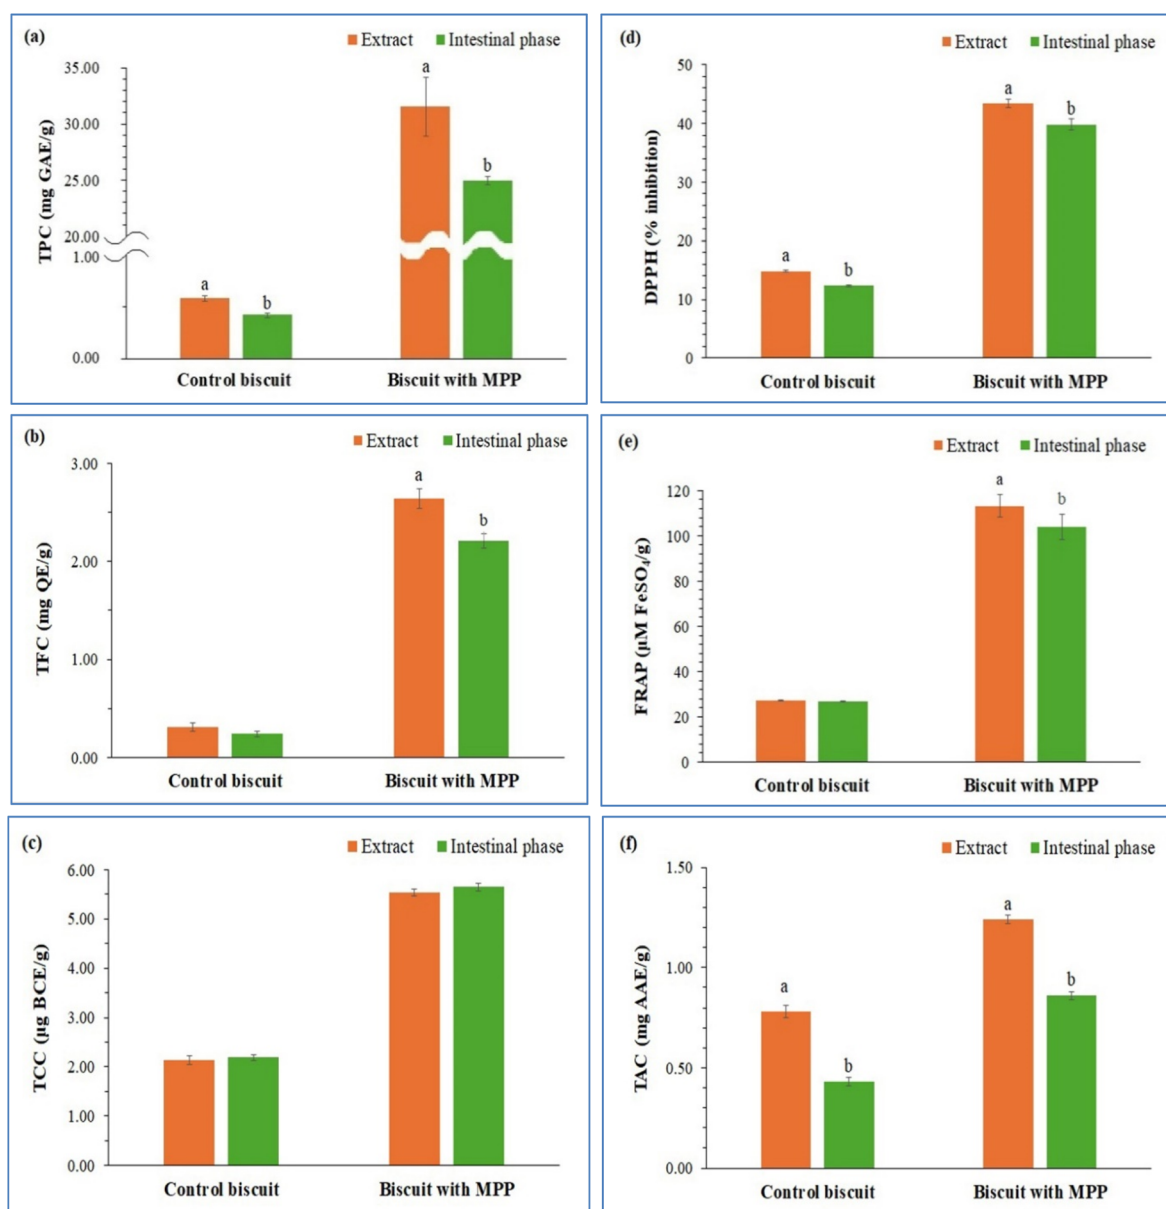 (a)
Extract Intestinal phase
TPC (mg GAE/g)
35.00
30.00
25.00
20.00
1.00
0.00
a
b
a
b
Control biscuit Biscuit with MPP
(d)
Extract Intestinal phase
DPPH (% inhibition)
50
40
30
20
10
0
a
b
a
b
Control biscuit Biscuit with MPP
(b)
Extract Intestinal phase
TFC (mg QE/g)
3.00
2.00
1.00
0.00
a
b
Control biscuit Biscuit with MPP
(e)
Extract Intestinal phase
FRAP (µM FeSO₄/g)
120
100
80
60
40
20
0
a
b
Control biscuit Biscuit with MPP
(c)
Extract Intestinal phase
TCC (µg BCE/g)
6.00
5.00
4.00
3.00
2.00
1.00
0.00
Control biscuit Biscuit with MPP
(f)
Extract Intestinal phase
TAC (mg AAE/g)
1.50
1.00
0.50
0.00
a
b
a
b
Control biscuit Biscuit with MPP